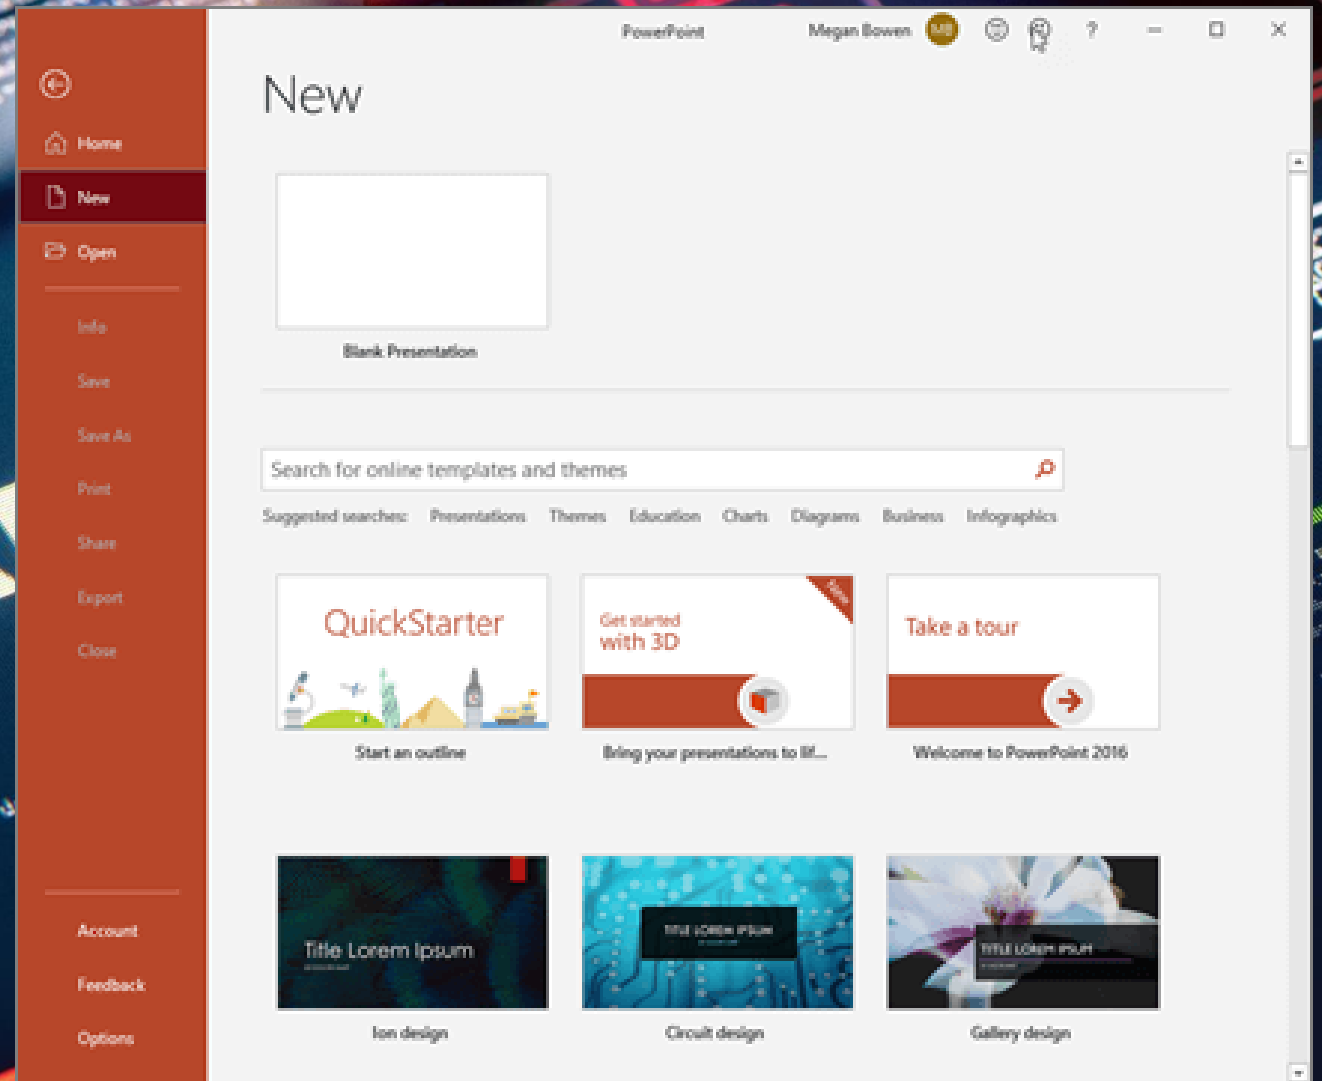 PowerPoint
Megan Bowen
MB
?
New
Home
New
Open
Info
Save
Save As
Print
Share
Export
Close
Account
Feedback
Options
Blank Presentation
Search for online templates and themes
Suggested searches: Presentations Themes Education Charts Diagrams Business Infographics
QuickStarter
Start an outline
Get started
with 3D
New
Bring your presentations to lif...
Take a tour
Welcome to PowerPoint 2016
Title Lorem Ipsum
Ion design
TITLE LOREM IPSUM
Circuit design
TITLE LOREM IPSUM
Gallery design